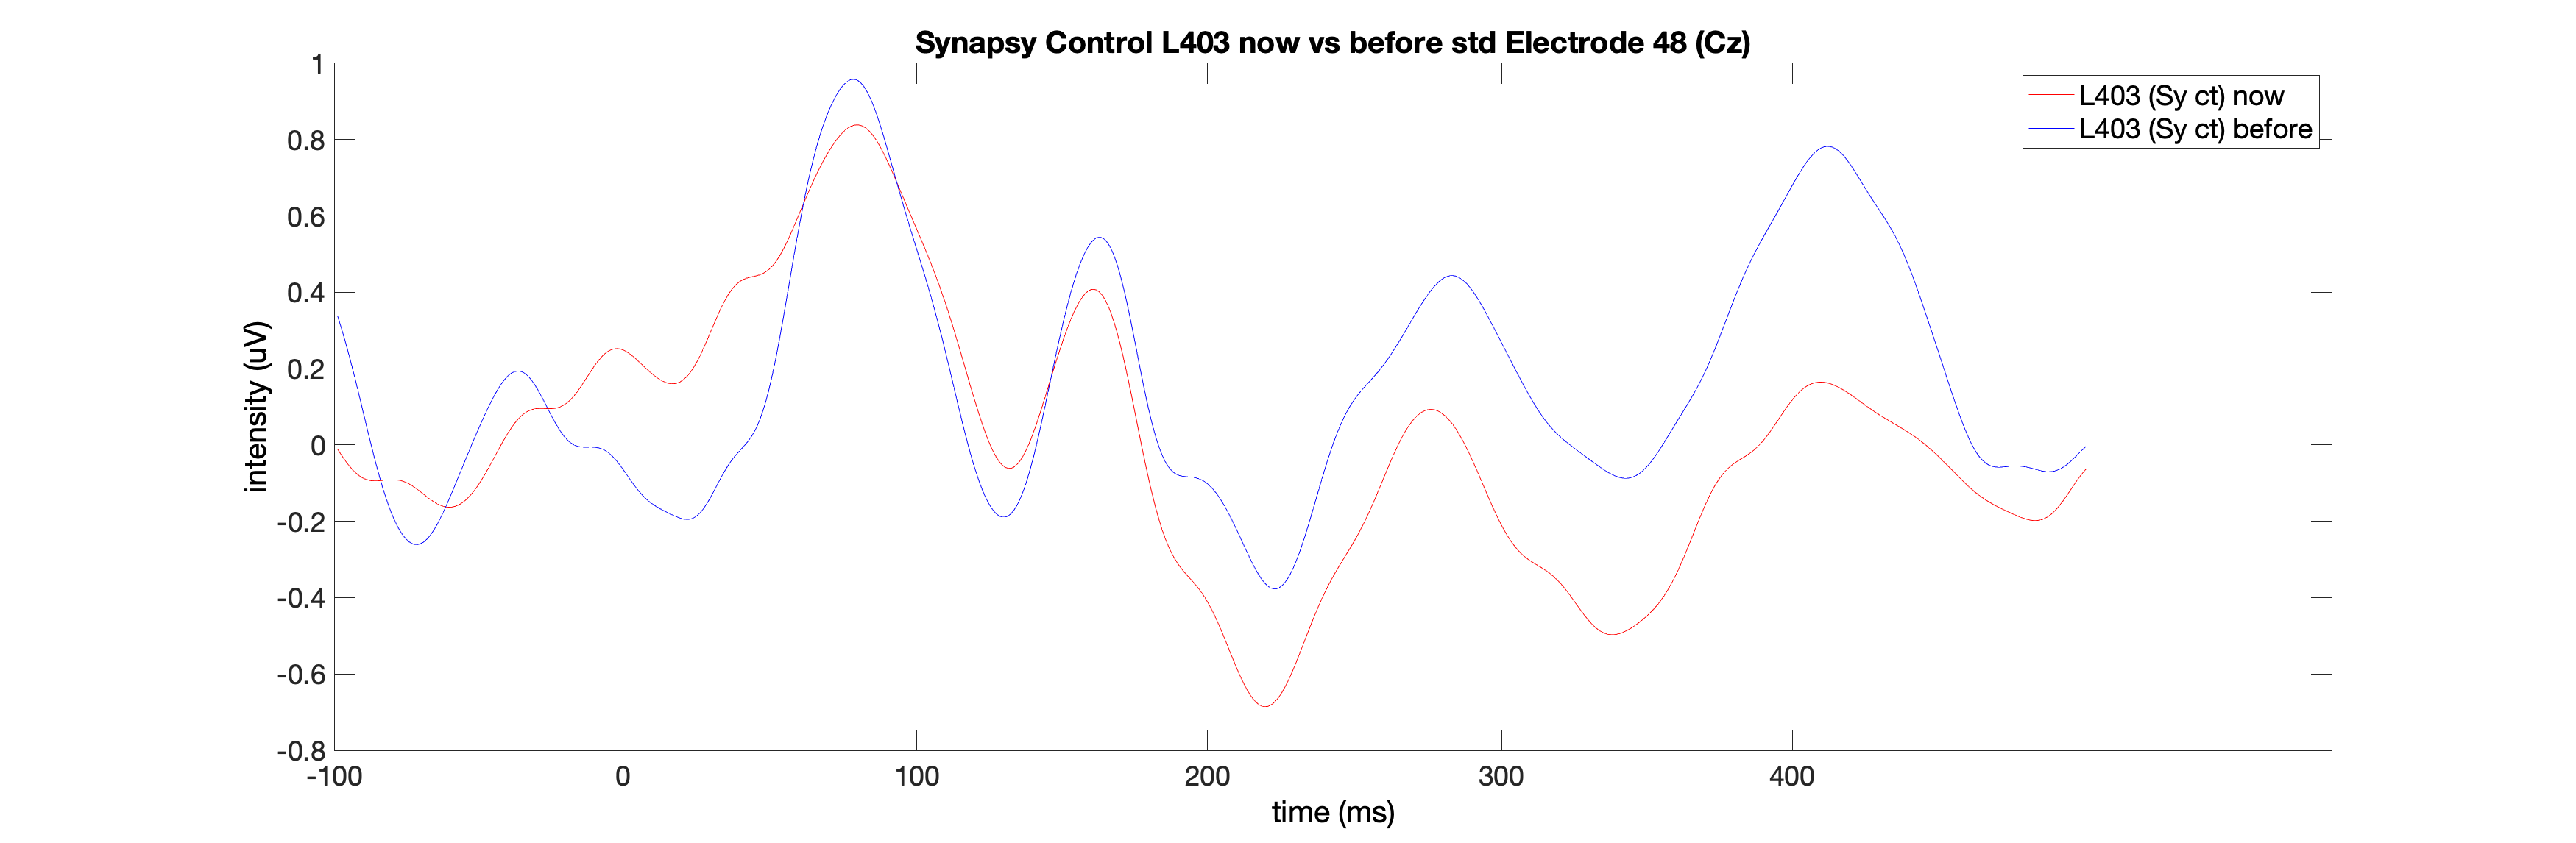 Synapsy Control L403 now vs before std Electrode 48 (Cz)
1
0.8
0.6
0.4
0.2
0
-0.2
-0.4
-0.6
-0.8
intensity (uV)
L403 (Sy ct) now
L403 (Sy ct) before
-100 0 100 200 300 400
time (ms)